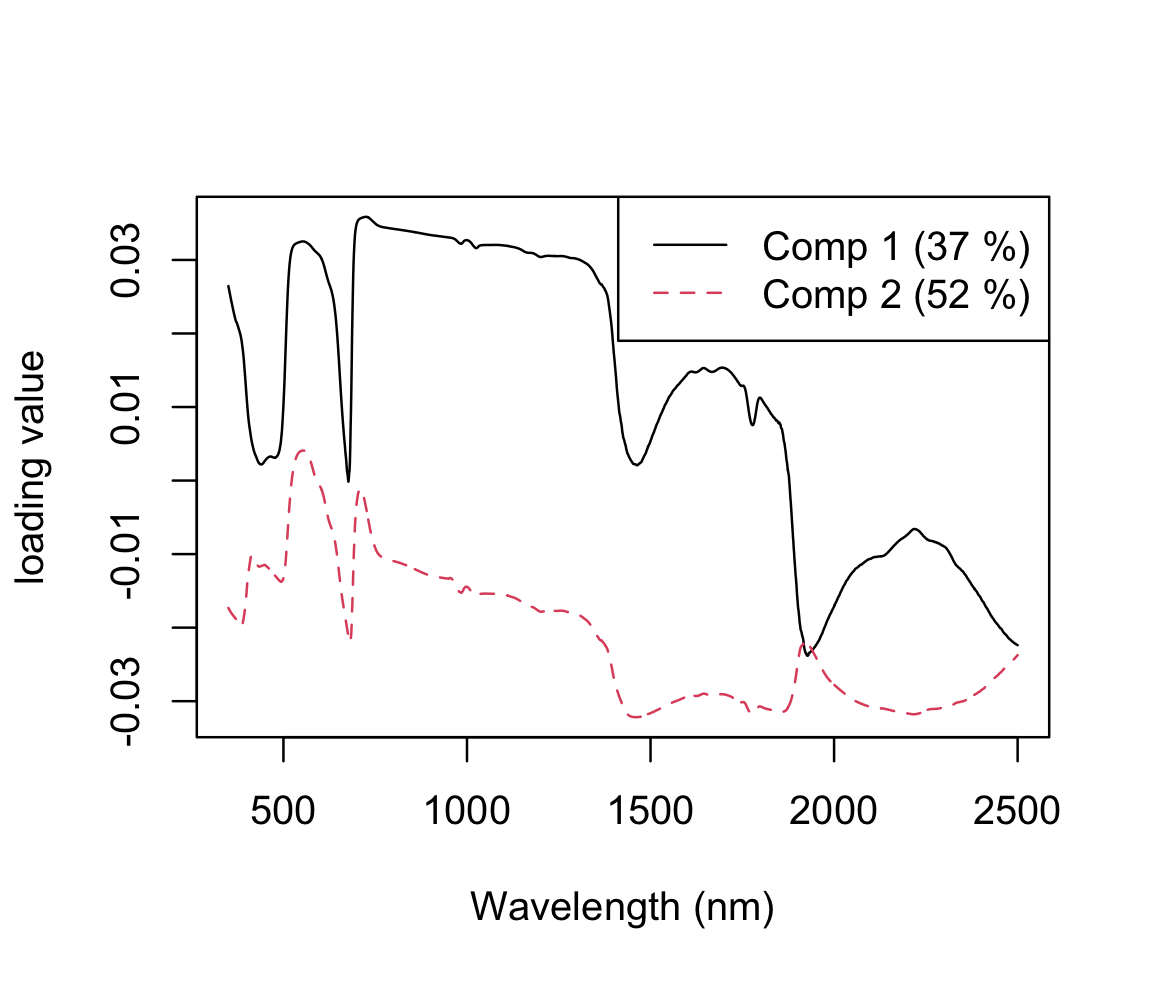 Comp 1 (37 %)
Comp 2 (52 %)
loading value
0.03
0.01
-0.01
-0.03
500 1000 1500 2000 2500
Wavelength (nm)